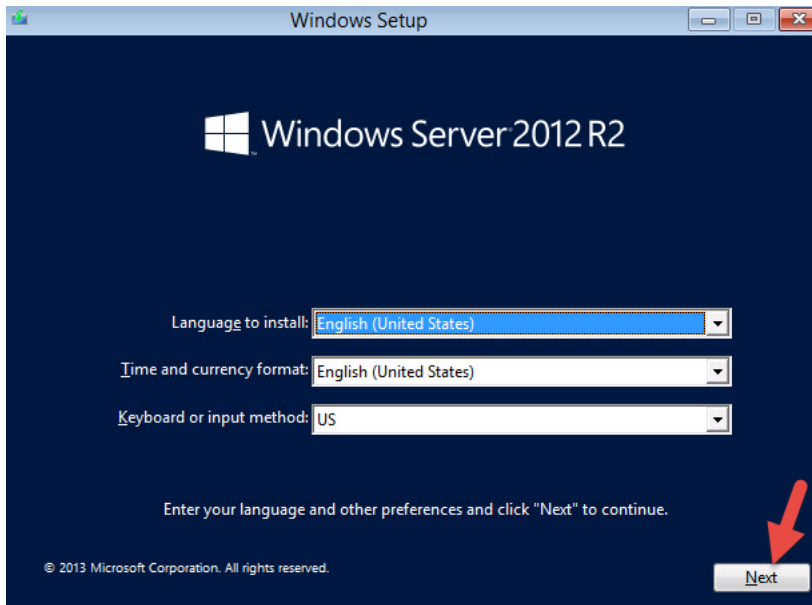 Windows Setup
Windows Server 2012 R2
Language to install: English (United States)
Time and currency format: English (United States)
Keyboard or input method: US
Enter your language and other preferences and click "Next" to continue.
© 2013 Microsoft Corporation. All rights reserved.
Next